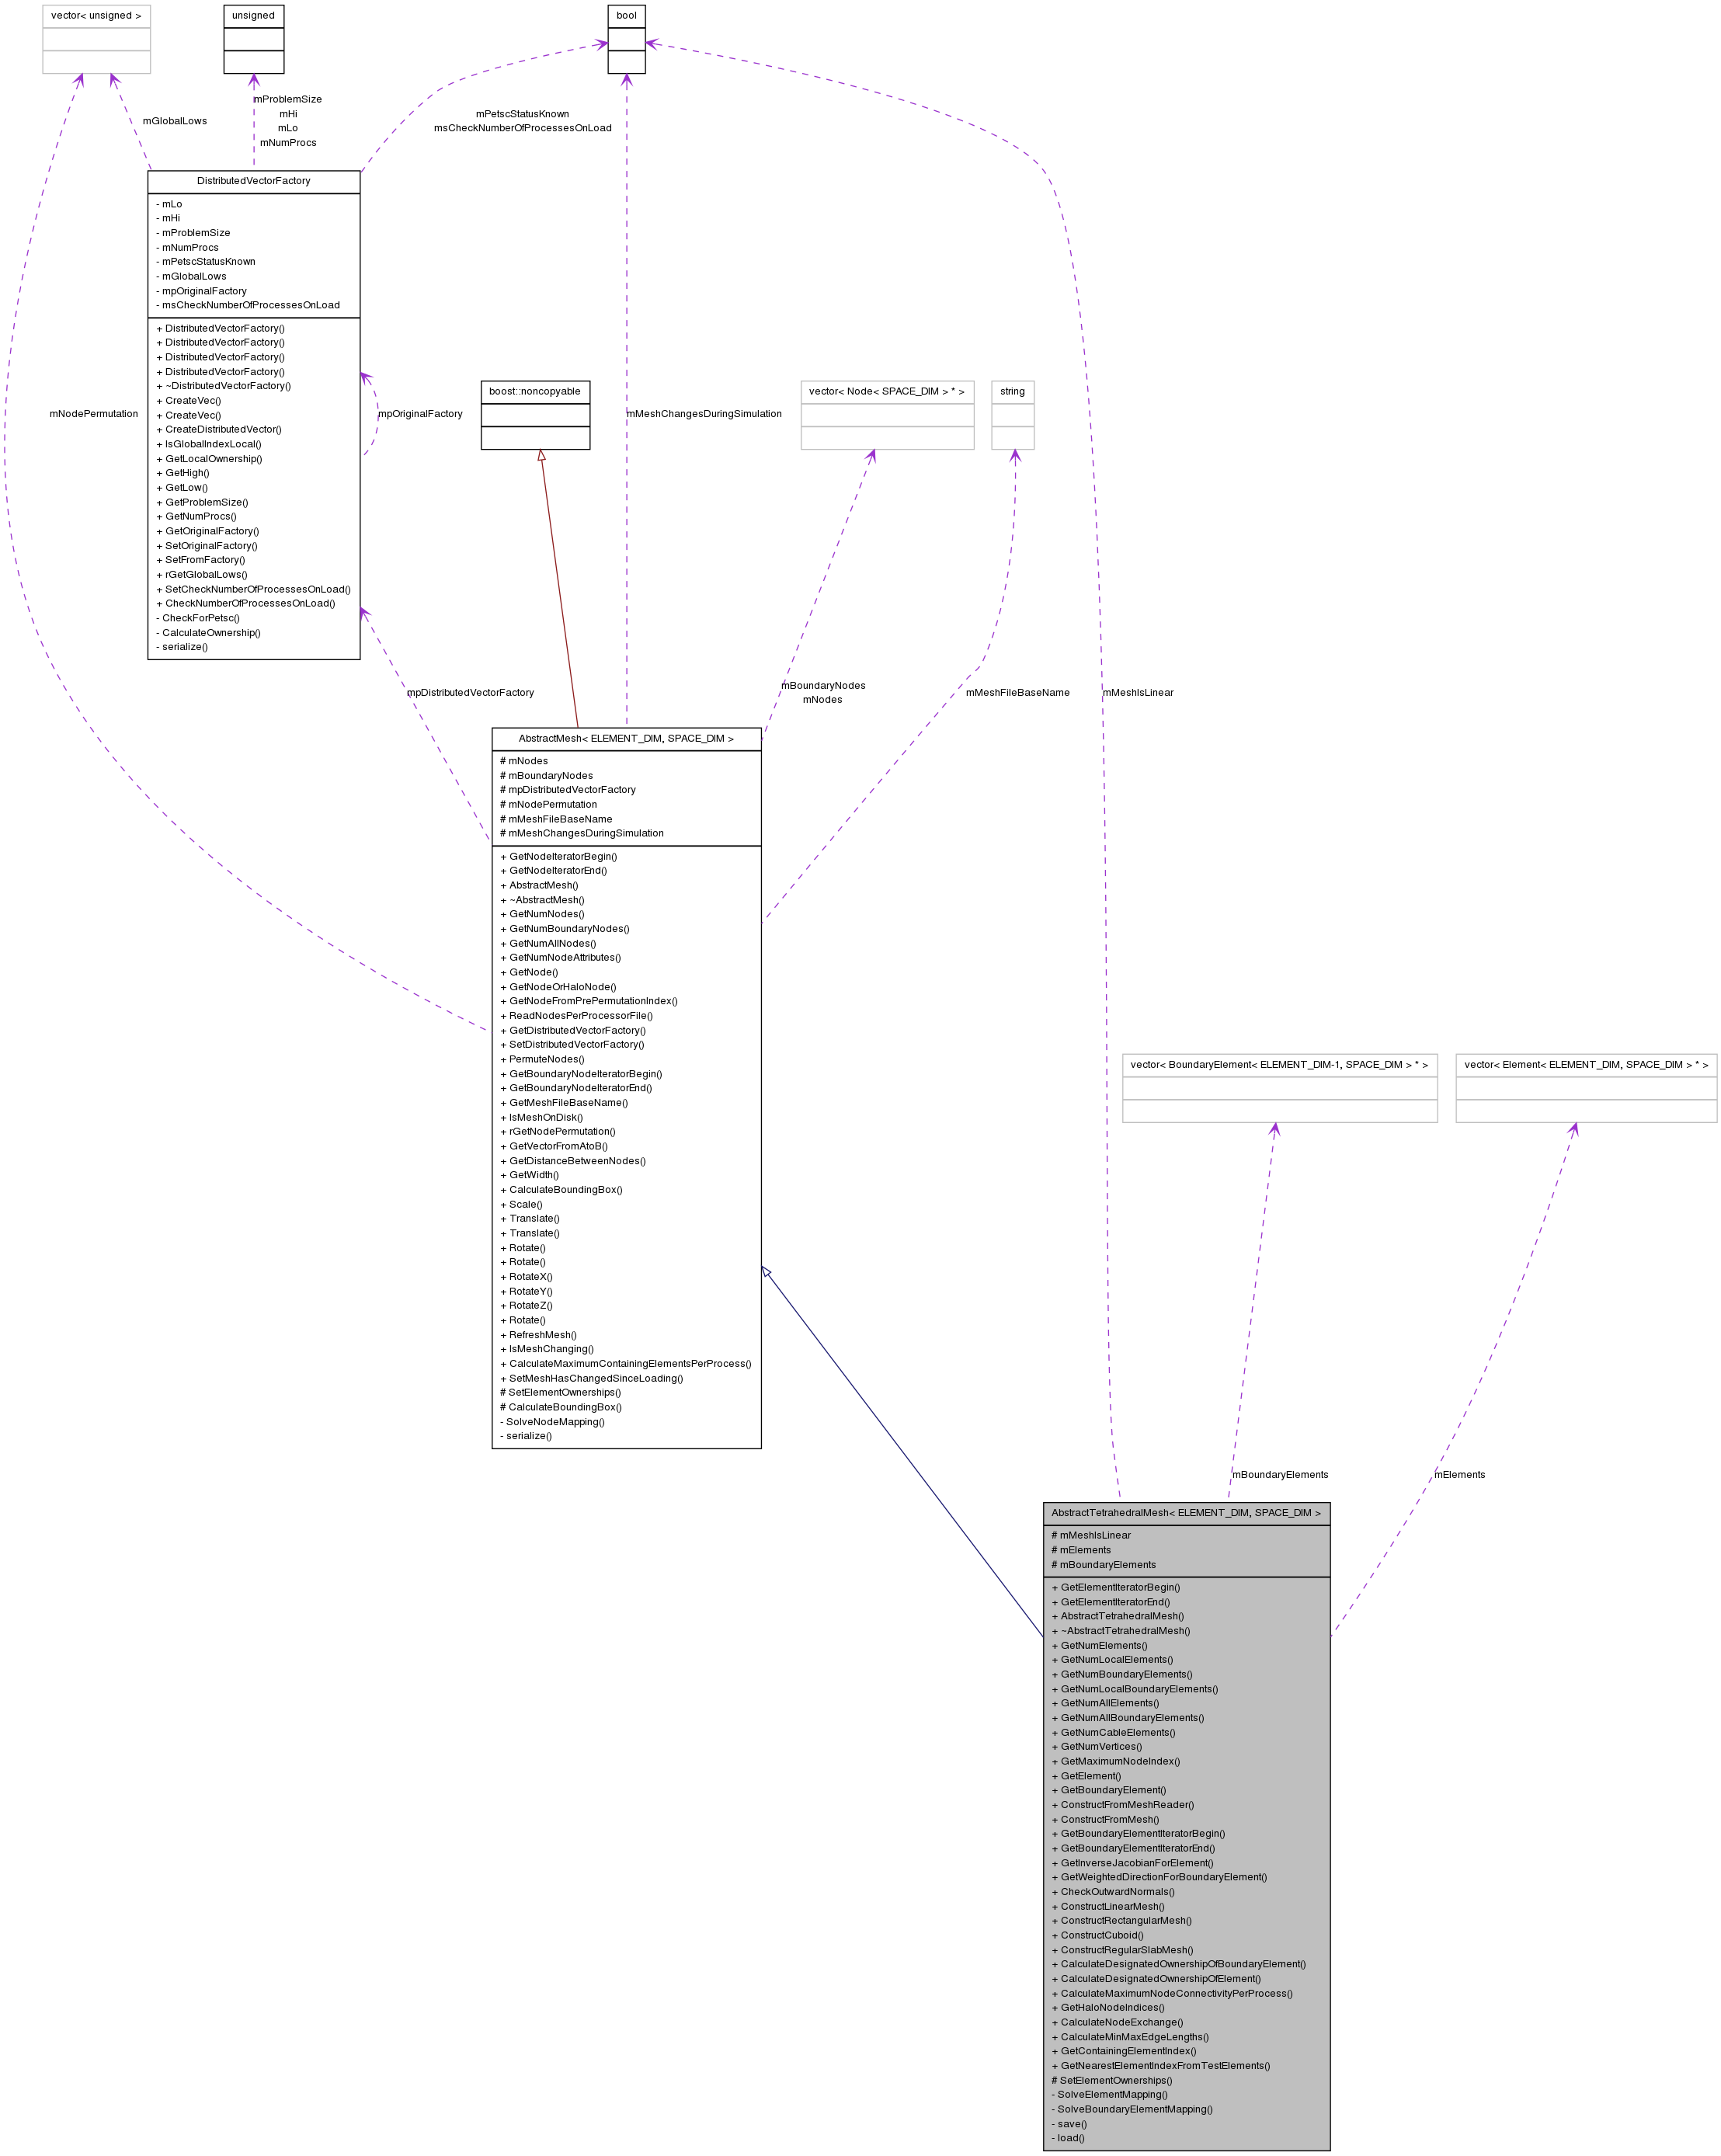 vector< unsigned >
unsigned
bool
mProblemSize
mHi
mLo
mNumProcs
mGlobalLows
mPetscStatusKnown
msCheckNumberOfProcessesOnLoad
DistributedVectorFactory
- mLo
- mHi
- mProblemSize
- mNumProcs
- mPetscStatusKnown
- mGlobalLows
- mpOriginalFactory
- msCheckNumberOfProcessesOnLoad
+ DistributedVectorFactory()
+ DistributedVectorFactory()
+ DistributedVectorFactory()
+ DistributedVectorFactory()
+ ~DistributedVectorFactory()
+ CreateVec()
+ CreateVec()
+ CreateDistributedVector()
+ IsGlobalIndexLocal()
+ GetLocalOwnership()
+ GetHigh()
+ GetLow()
+ GetProblemSize()
+ GetNumProcs()
+ GetOriginalFactory()
+ SetOriginalFactory()
+ SetFromFactory()
+ rGetGlobalLows()
+ SetCheckNumberOfProcessesOnLoad()
+ CheckNumberOfProcessesOnLoad()
- CheckForPetsc()
- CalculateOwnership()
- serialize()
mNodePermutation
mpOriginalFactory
boost::noncopyable
mMeshChangesDuringSimulation
vector< Node< SPACE_DIM > * >
string
mpDistributedVectorFactory
mBoundaryNodes
mNodes
mMeshFileBaseName
mMeshIsLinear
AbstractMesh< ELEMENT_DIM, SPACE_DIM >
# mNodes
# mBoundaryNodes
# mpDistributedVectorFactory
# mNodePermutation
# mMeshFileBaseName
# mMeshChangesDuringSimulation
+ GetNodeIteratorBegin()
+ GetNodeIteratorEnd()
+ AbstractMesh()
+ ~AbstractMesh()
+ GetNumNodes()
+ GetNumBoundaryNodes()
+ GetNumAllNodes()
+ GetNumNodeAttributes()
+ GetNode()
+ GetNodeOrHaloNode()
+ GetNodeFromPrePermutationIndex()
+ ReadNodesPerProcessorFile()
+ GetDistributedVectorFactory()
+ SetDistributedVectorFactory()
+ PermuteNodes()
+ GetBoundaryNodeIteratorBegin()
+ GetBoundaryNodeIteratorEnd()
+ GetMeshFileBaseName()
+ IsMeshOnDisk()
+ rGetNodePermutation()
+ GetVectorFromAtoB()
+ GetDistanceBetweenNodes()
+ GetWidth()
+ CalculateBoundingBox()
+ Scale()
+ Translate()
+ Translate()
+ Rotate()
+ Rotate()
+ RotateX()
+ RotateY()
+ RotateZ()
+ Rotate()
+ RefreshMesh()
+ IsMeshChanging()
+ CalculateMaximumContainingElementsPerProcess()
+ SetMeshHasChangedSinceLoading()
# SetElementOwnerships()
# CalculateBoundingBox()
- SolveNodeMapping()
- serialize()
vector< BoundaryElement< ELEMENT_DIM-1, SPACE_DIM > * >
vector< Element< ELEMENT_DIM, SPACE_DIM > * >
mBoundaryElements
mElements
AbstractTetrahedralMesh< ELEMENT_DIM, SPACE_DIM >
# mMeshIsLinear
# mElements
# mBoundaryElements
+ GetElementIteratorBegin()
+ GetElementIteratorEnd()
+ AbstractTetrahedralMesh()
+ ~AbstractTetrahedralMesh()
+ GetNumElements()
+ GetNumLocalElements()
+ GetNumBoundaryElements()
+ GetNumLocalBoundaryElements()
+ GetNumAllElements()
+ GetNumAllBoundaryElements()
+ GetNumCableElements()
+ GetNumVertices()
+ GetMaximumNodeIndex()
+ GetElement()
+ GetBoundaryElement()
+ ConstructFromMeshReader()
+ ConstructFromMesh()
+ GetBoundaryElementIteratorBegin()
+ GetBoundaryElementIteratorEnd()
+ GetInverseJacobianForElement()
+ GetWeightedDirectionForBoundaryElement()
+ CheckOutwardNormals()
+ ConstructLinearMesh()
+ ConstructRectangularMesh()
+ ConstructCuboid()
+ ConstructRegularSlabMesh()
+ CalculateDesignatedOwnershipOfBoundaryElement()
+ CalculateDesignatedOwnershipOfElement()
+ CalculateMaximumNodeConnectivityPerProcess()
+ GetHaloNodeIndices()
+ CalculateNodeExchange()
+ CalculateMinMaxEdgeLengths()
+ GetContainingElementIndex()
+ GetNearestElementIndexFromTestElements()
# SetElementOwnerships()
- SolveElementMapping()
- SolveBoundaryElementMapping()
- save()
- load()